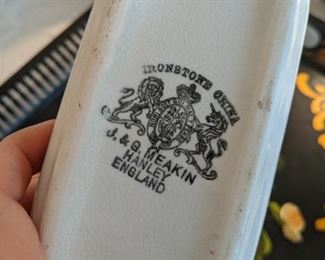 IRONSTONE CHINA
J. & G. MEAKIN
HANLEY
ENGLAND